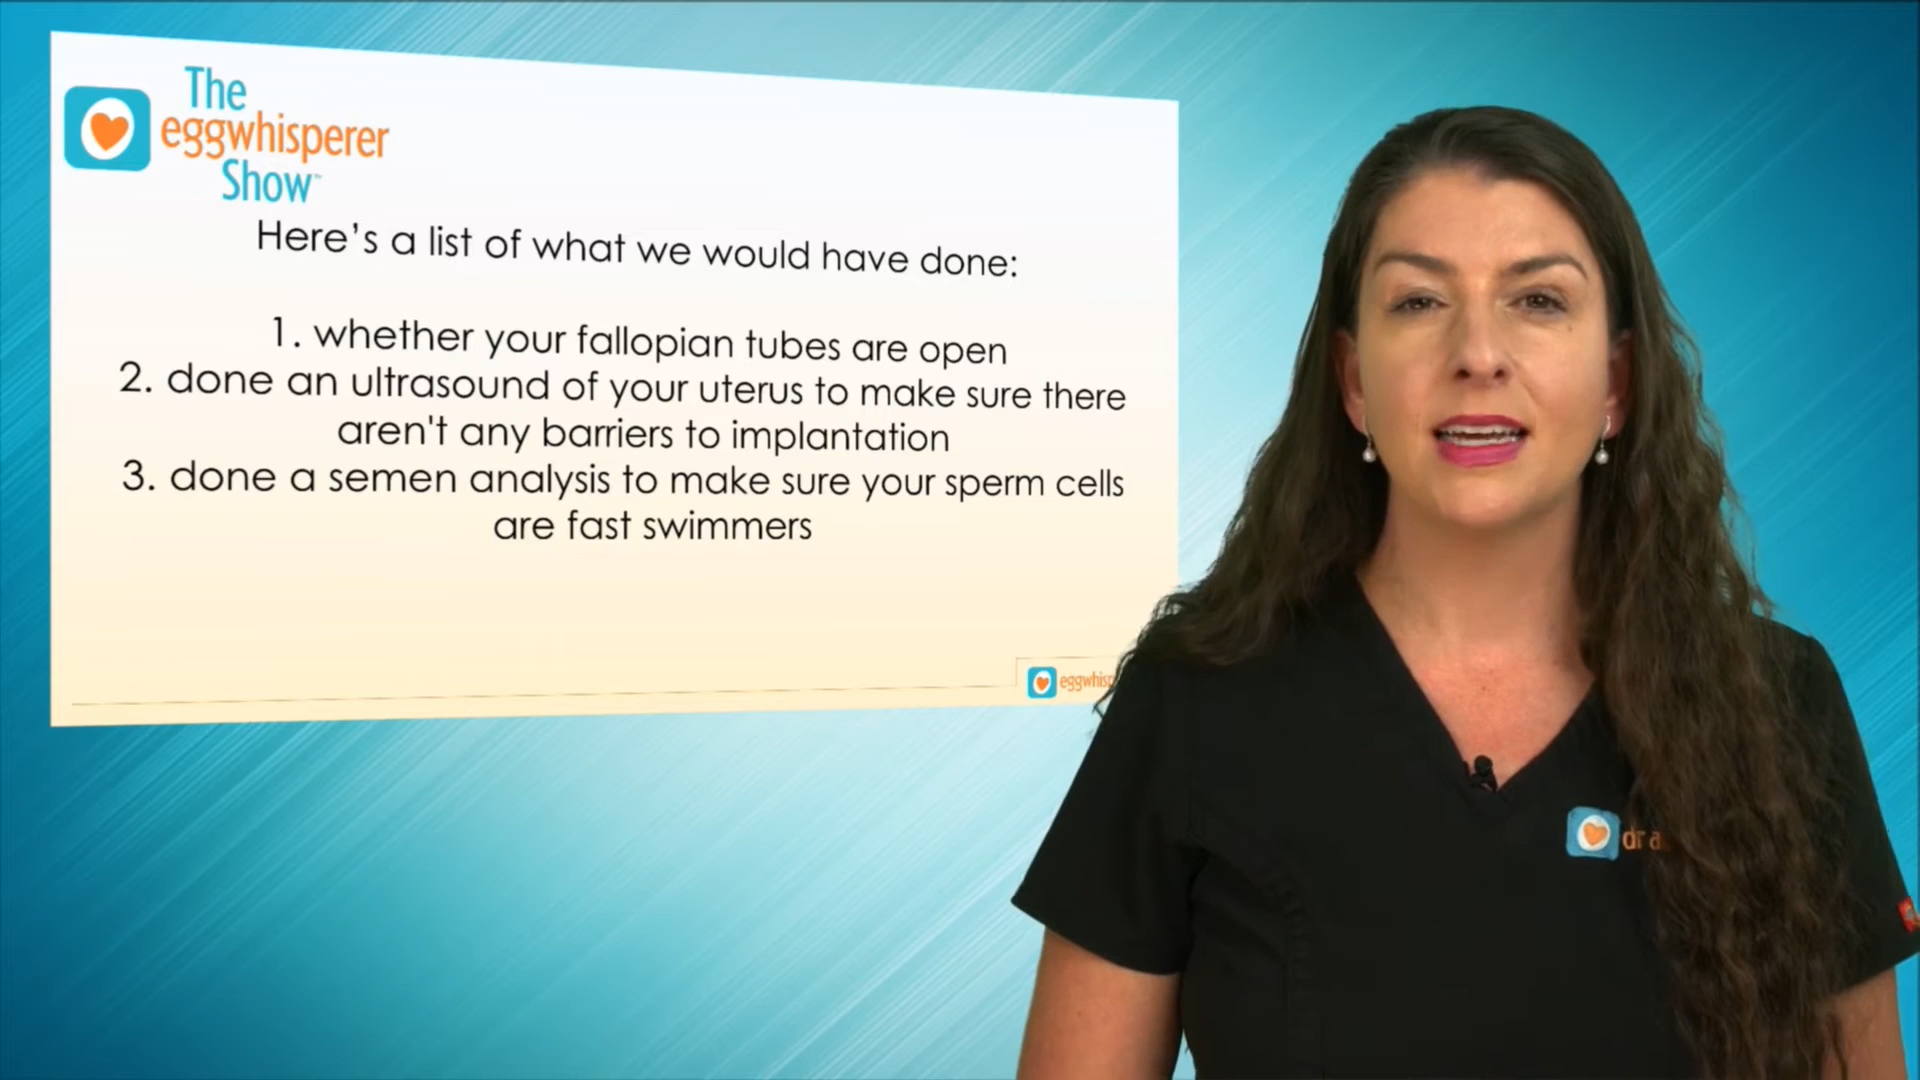 The
eggwhisperer
Show™
Here's a list of what we would have done:
1. whether your fallopian tubes are open
2. done an ultrasound of your uterus to make sure there
aren't any barriers to implantation
3. done a semen analysis to make sure your sperm cells
are fast swimmers
dr a